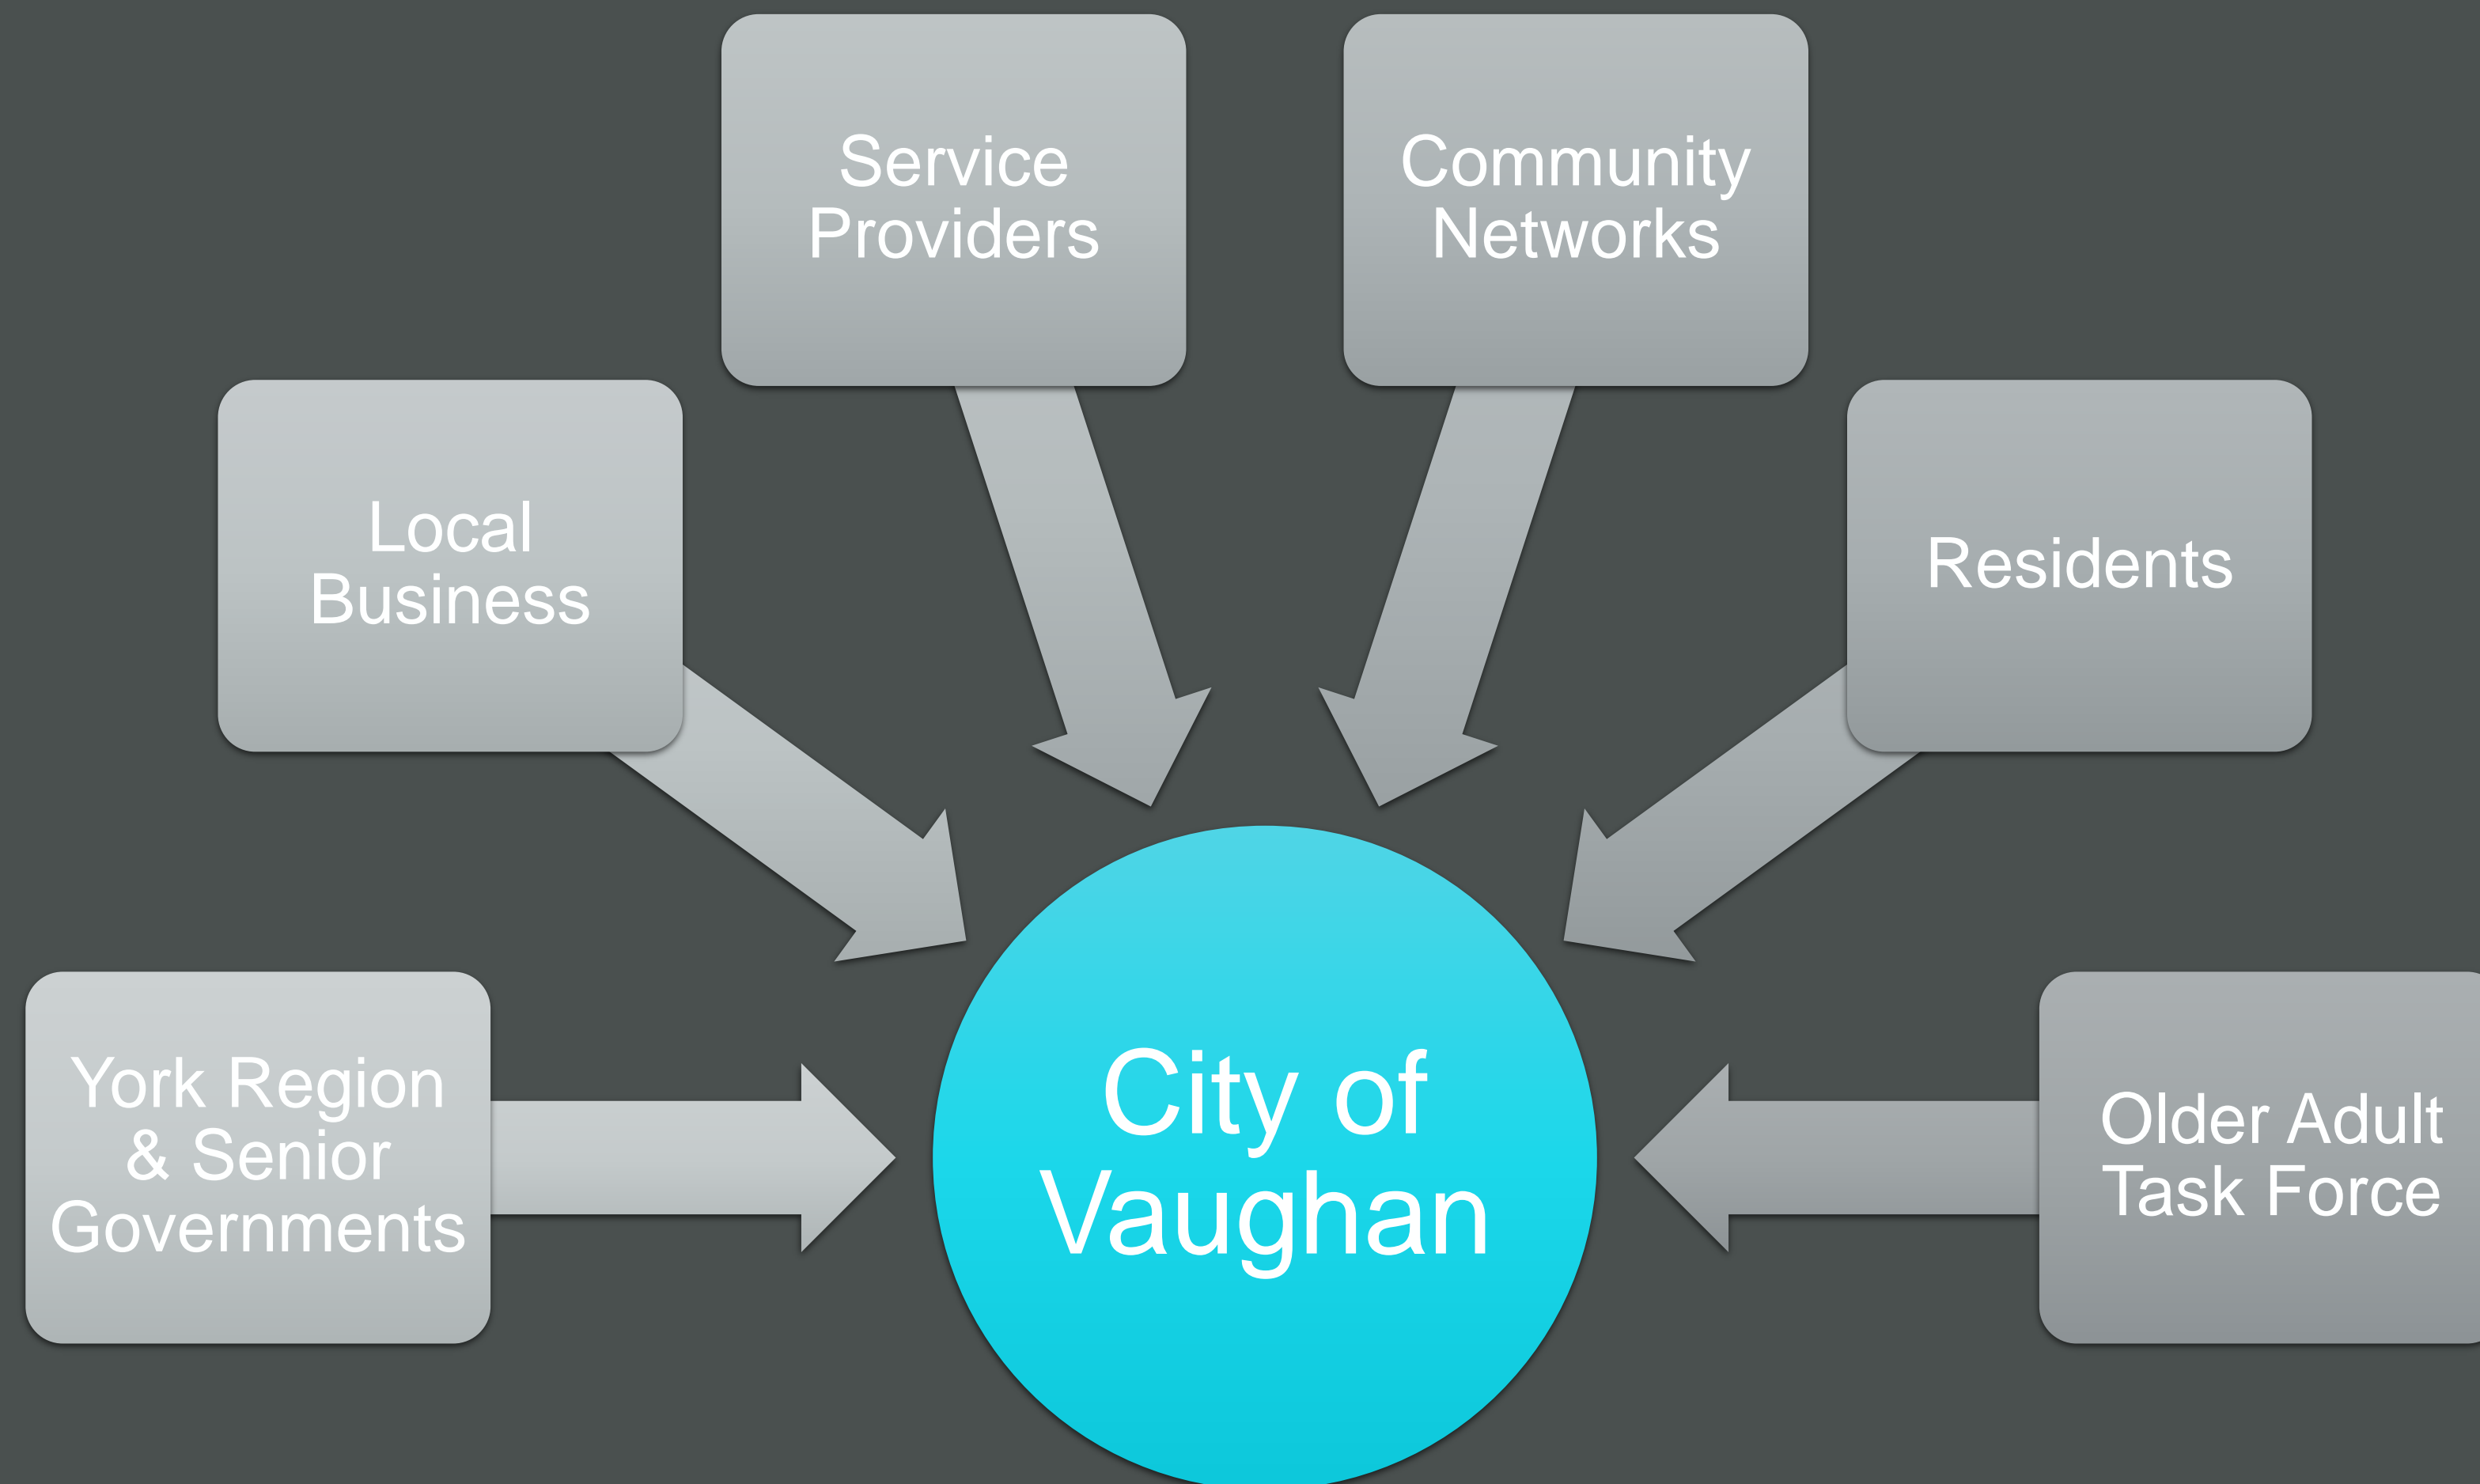 Service
Providers
Community
Networks
Local
Business
Residents
York Region
& Senior
Governments
City of
Vaughan
Older Adult
Task Force